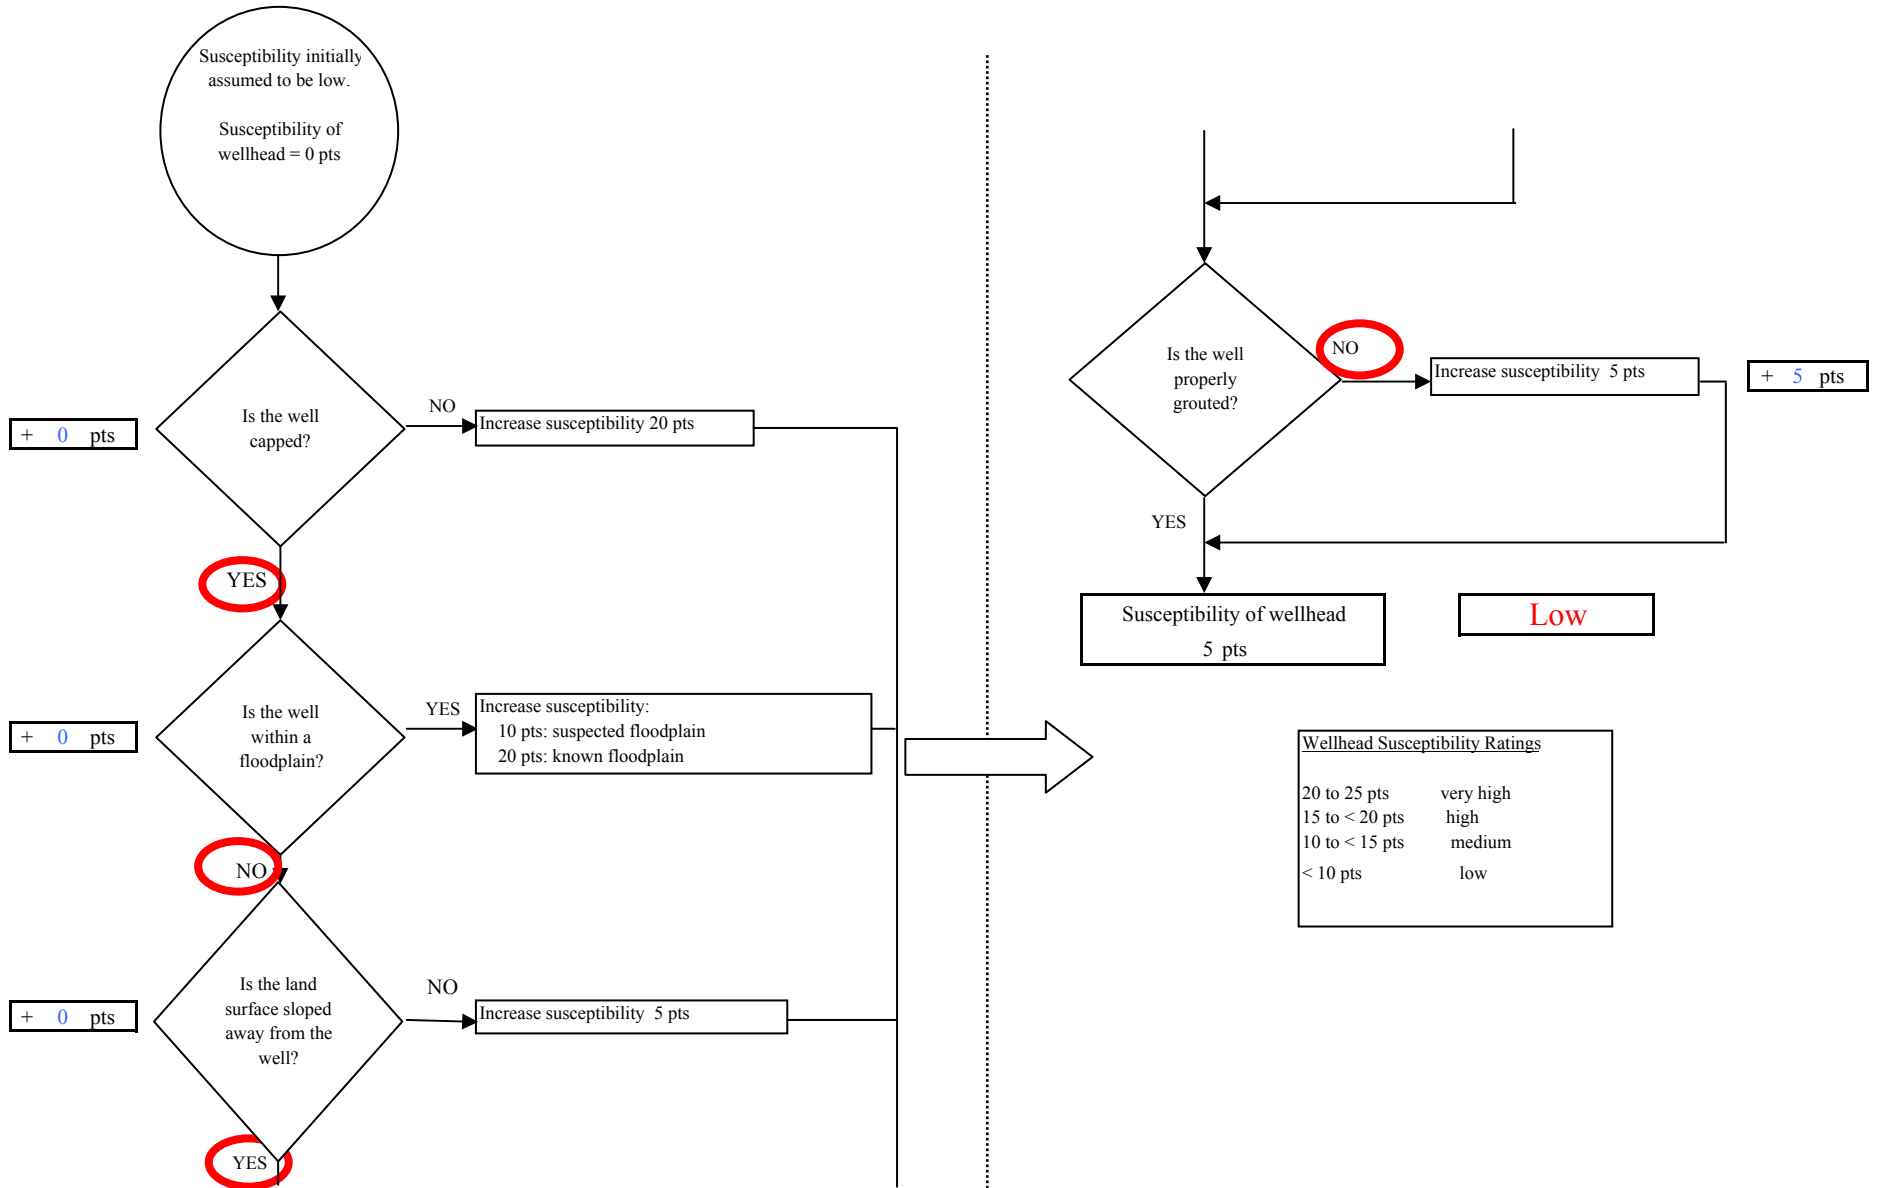 Susceptibility initially
assumed to be low.
Susceptibility of
wellhead = 0 pts
Is the well
capped?
+ 0 pts
NO
Increase susceptibility 20 pts
YES
Is the well
within a
floodplain?
+ 0 pts
YES
Increase susceptibility:
10 pts: suspected floodplain
20 pts: known floodplain
NO
Is the land
surface sloped
away from the
well?
+ 0 pts
NO
Increase susceptibility 5 pts
YES
Is the well
properly
grouted?
NO
Increase susceptibility 5 pts
+ 5 pts
YES
Susceptibility of wellhead
5 pts
Low
Wellhead Susceptibility Ratings
20 to 25 pts very high
15 to < 20 pts high
10 to < 15 pts medium
< 10 pts low